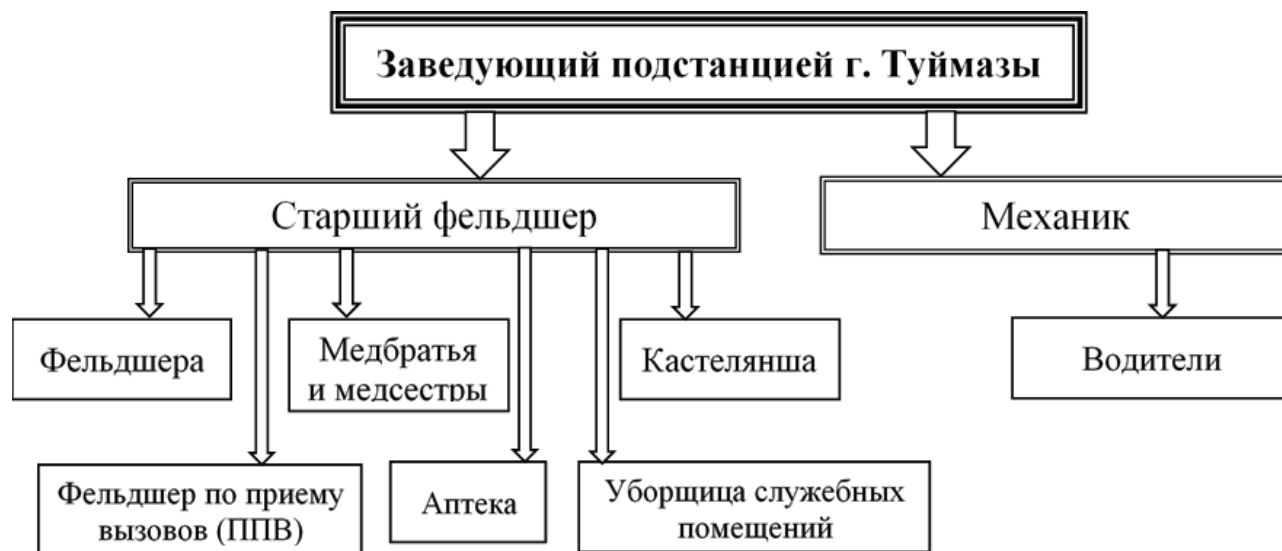 Заведующий подстанцией г. Туймазы
Старший фельдшер
Механик
Фельдшера
Медбратья
и медсестры
Кастелянша
Водители
Фельдшер по приему
вызовов (ППВ)
Аптека
Уборщица служебных
помещений